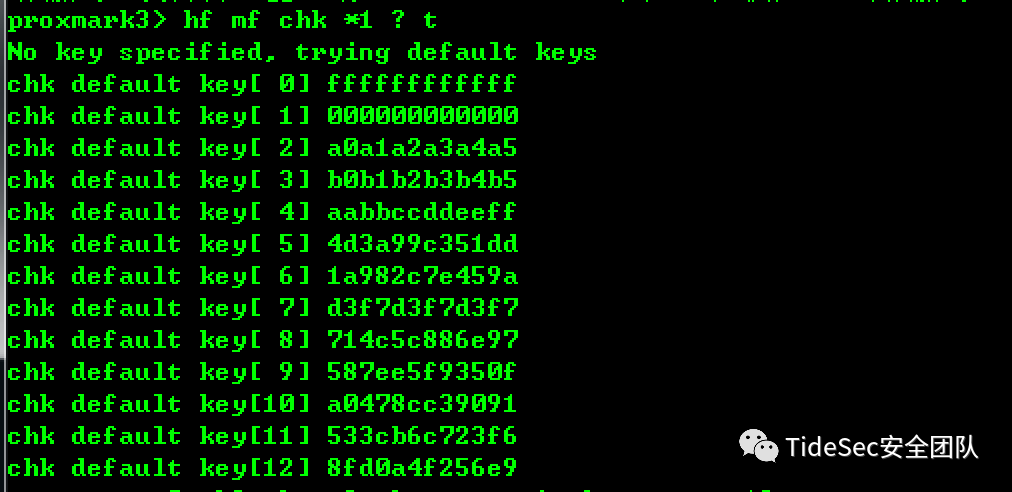 proxmark3> hf mf chk *1 ? t
No key specified, trying default keys
chk default key[ 0] ffffffffffff
chk default key[ 1] 000000000000
chk default key[ 2] a0a1a2a3a4a5
chk default key[ 3] b0b1b2b3b4b5
chk default key[ 4] aabbccddeeff
chk default key[ 5] 4d3a99c351dd
chk default key[ 6] 1a982c7e459a
chk default key[ 7] d3f7d3f7d3f7
chk default key[ 8] 714c5c886e97
chk default key[ 9] 587ee5f9350f
chk default key[10] a0478cc39091
chk default key[11] 533cb6c723f6
chk default key[12] 8fd0a4f256e9
TideSec安全团队